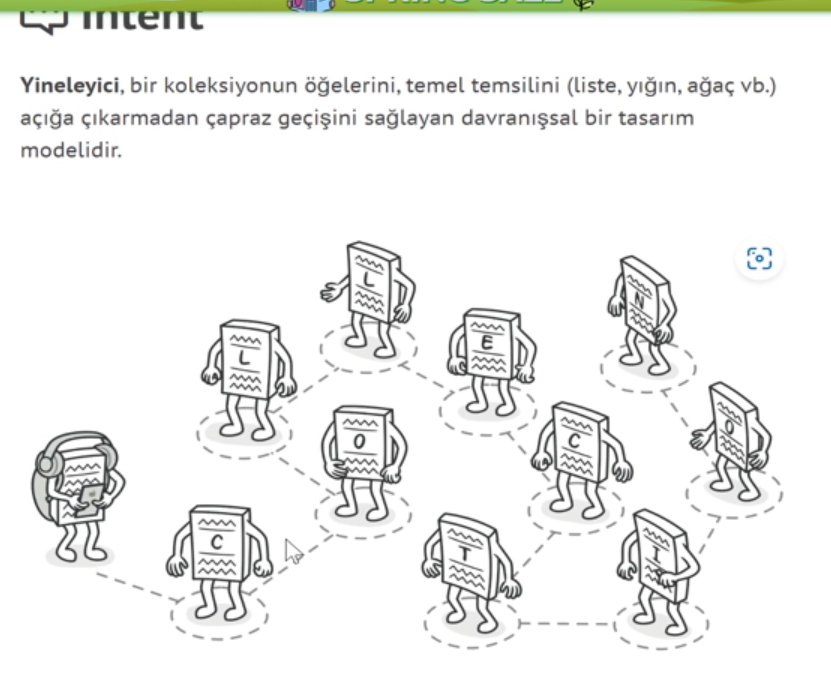 Intent
Yineleyici, bir koleksiyonun öğelerini, temel temsilini (liste, yığın, ağaç vb.)
açığa çıkarmadan çapraz geçişini sağlayan davranışsal bir tasarım
modelidir.
L
N
L
E
O
C
O
C
T
I